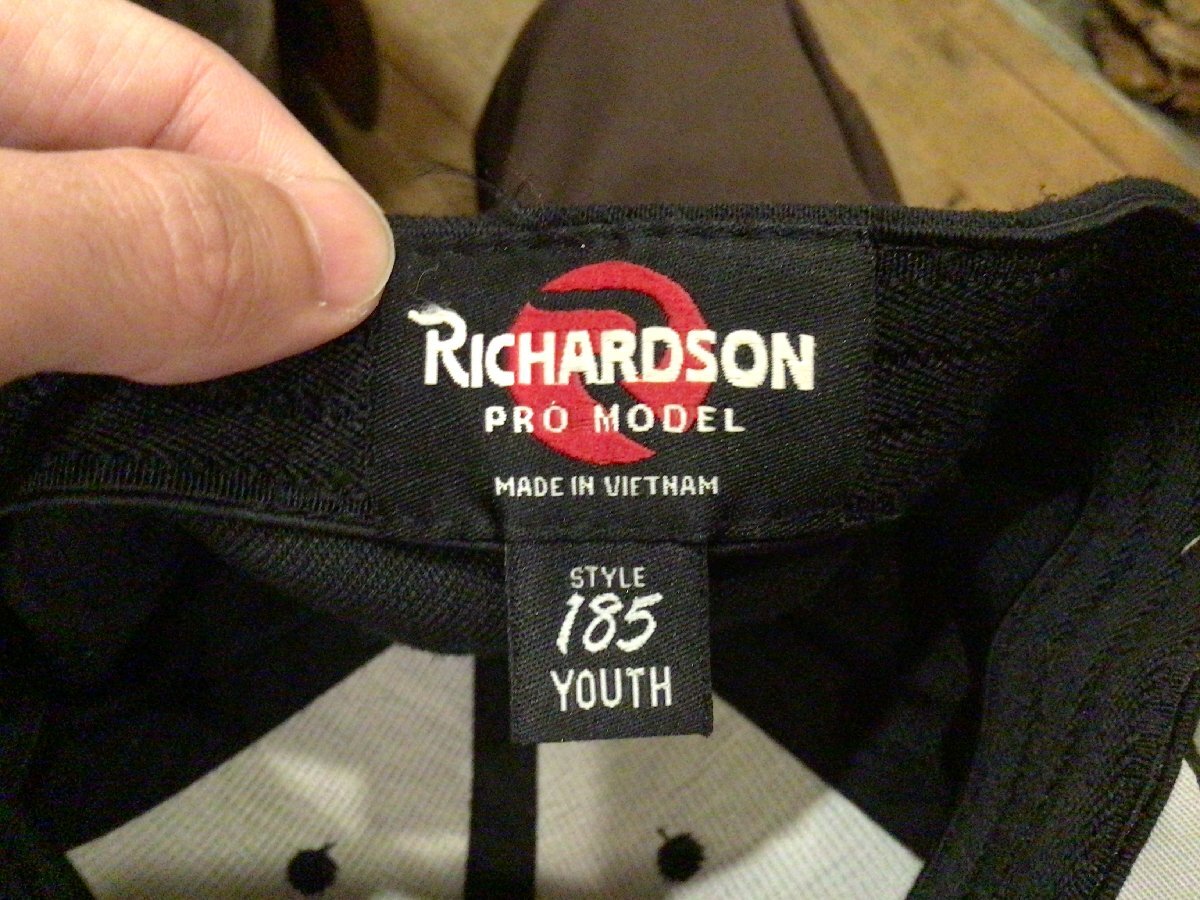 RICHARDSON
PRO MODEL
MADE IN VIETNAM
STYLE
185
YOUTH